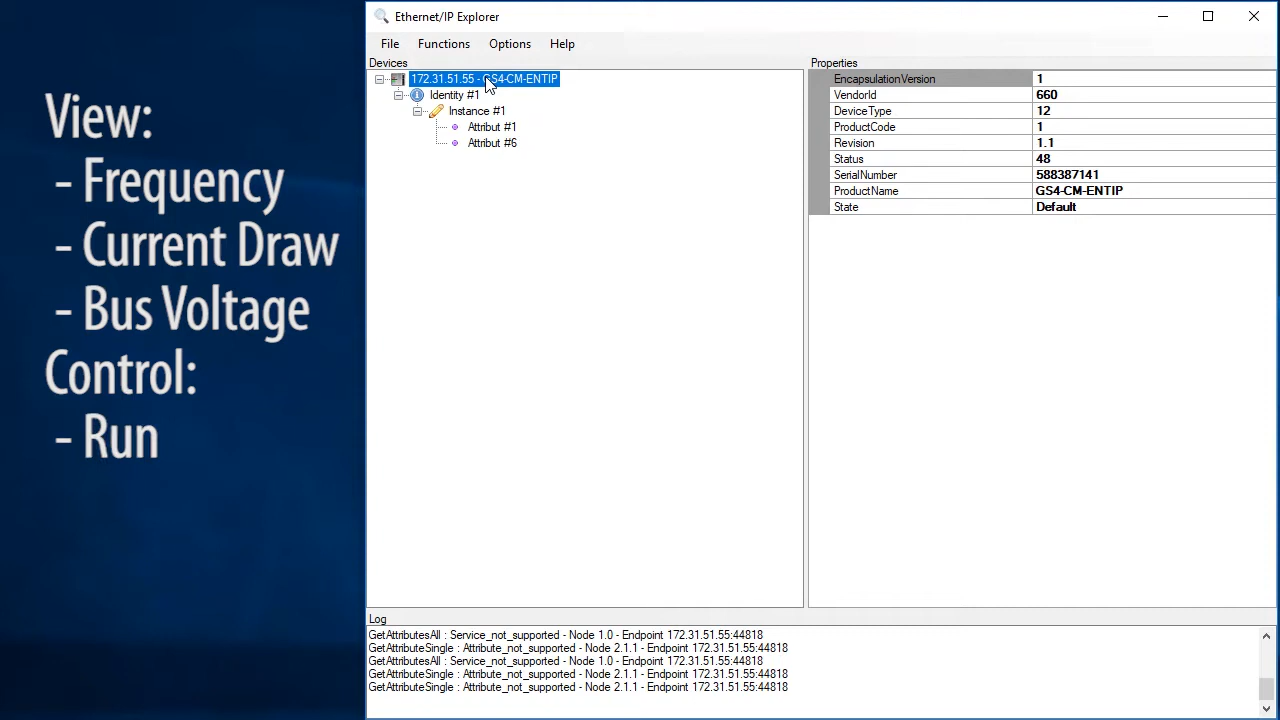 View:
- Frequency
- Current Draw
- Bus Voltage
Control:
- Run
Ethernet/IP Explorer
File Functions Options Help
Devices
172.31.51.55 - GS4-CM-ENTIP
Identity #1
Instance #1
Attribut #1
Attribut #6
Properties
EncapsulationVersion 1
VendorId 660
DeviceType 12
ProductCode 1
Revision 1.1
Status 48
SerialNumber 588387141
ProductName GS4-CM-ENTIP
State Default
Log
GetAttributesAll : Service_not_supported - Node 1.0 - Endpoint 172.31.51.55:44818
GetAttributeSingle : Attribute_not_supported - Node 2.1.1 - Endpoint 172.31.51.55:44818
GetAttributesAll : Service_not_supported - Node 1.0 - Endpoint 172.31.51.55:44818
GetAttributeSingle : Attribute_not_supported - Node 2.1.1 - Endpoint 172.31.51.55:44818
GetAttributeSingle : Attribute_not_supported - Node 2.1.1 - Endpoint 172.31.51.55:44818